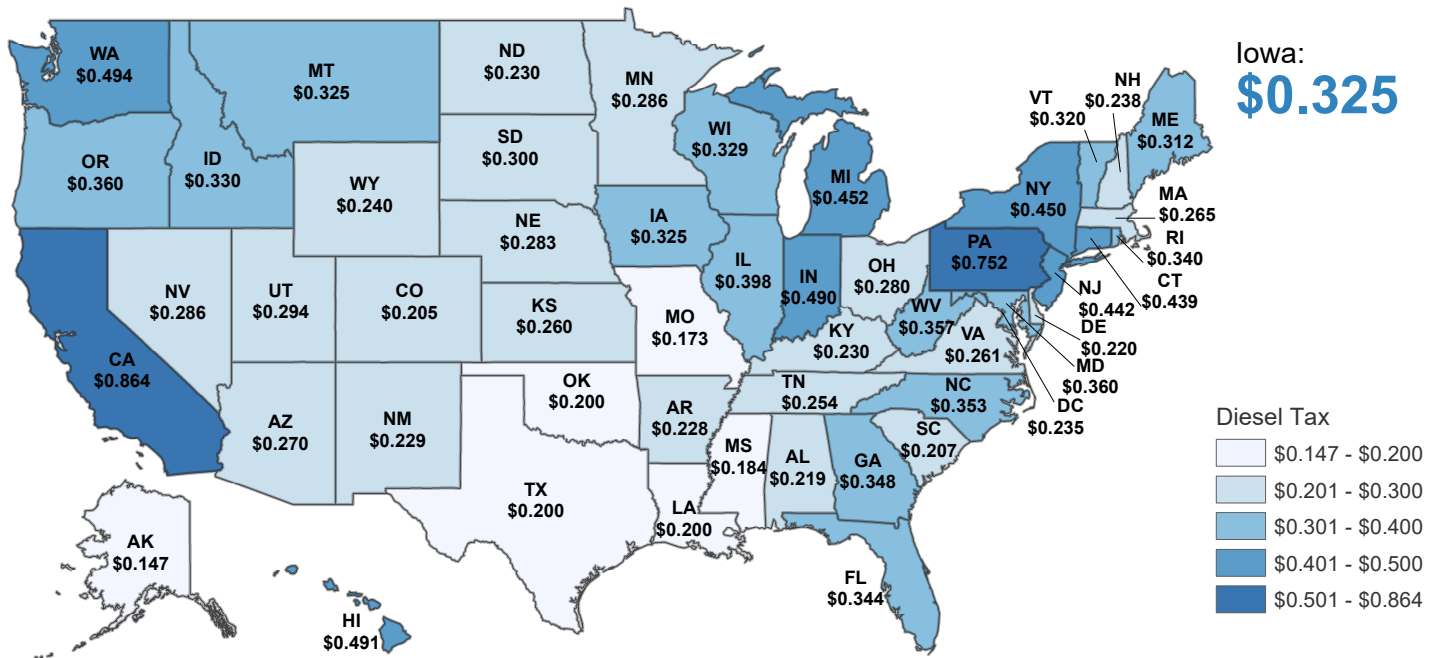 Iowa:
$0.325
WA
$0.494
MT
$0.325
ND
$0.230
MN
$0.286
OR
$0.360
ID
$0.330
WY
$0.240
SD
$0.300
WI
$0.329
MI
$0.452
NY
$0.450
VT
$0.320
NH
$0.238
ME
$0.312
MA
$0.265
RI
$0.340
CT
$0.439
NJ
$0.442
DE
$0.220
MD
$0.360
DC
$0.235
CA
$0.864
NV
$0.286
UT
$0.294
CO
$0.205
NE
$0.283
KS
$0.260
IA
$0.325
MO
$0.173
IL
$0.398
IN
$0.490
OH
$0.280
PA
$0.752
WV
$0.357
VA
$0.261
KY
$0.230
TN
$0.254
NC
$0.353
SC
$0.207
AZ
$0.270
NM
$0.229
OK
$0.200
AR
$0.228
TX
$0.200
LA
$0.200
MS
$0.184
AL
$0.219
GA
$0.348
FL
$0.344
AK
$0.147
HI
$0.491
Diesel Tax
$0.147 - $0.200
$0.201 - $0.300
$0.301 - $0.400
$0.401 - $0.500
$0.501 - $0.864